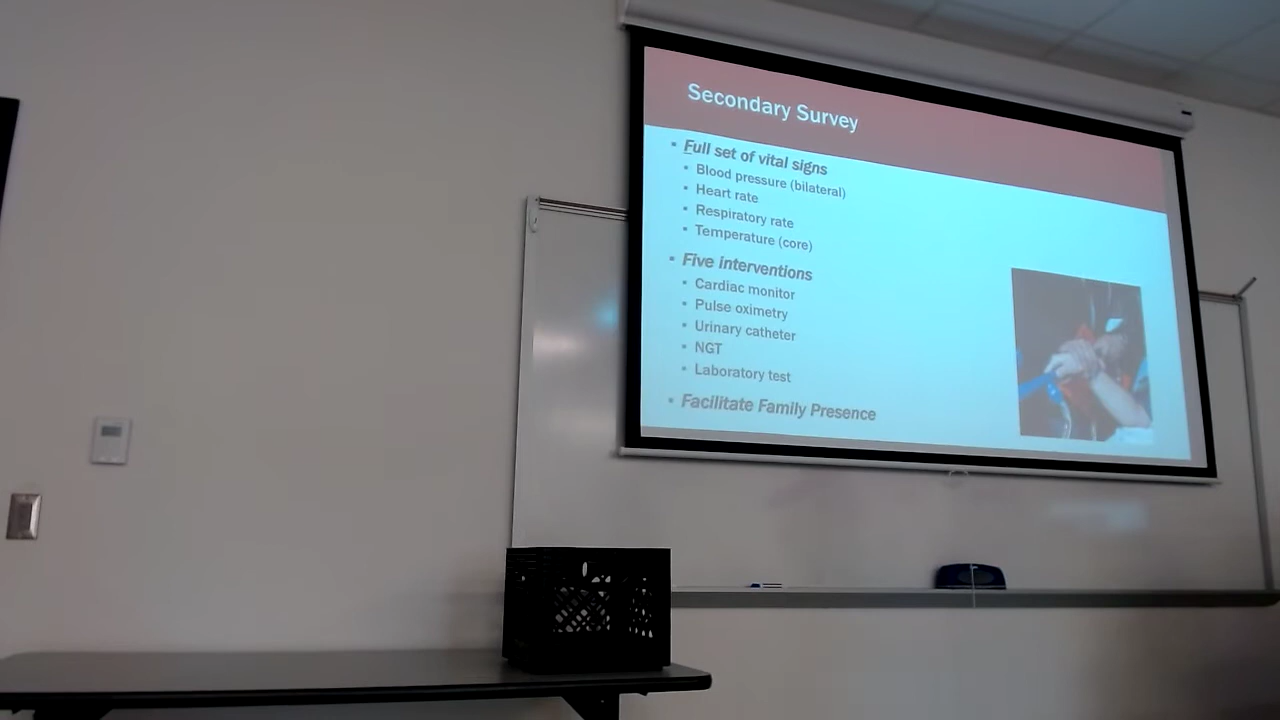 Secondary Survey
▪ Full set of vital signs
▪ Blood pressure (bilateral)
▪ Heart rate
▪ Respiratory rate
▪ Temperature (core)
▪ Five interventions
▪ Cardiac monitor
▪ Pulse oximetry
▪ Urinary catheter
▪ NGT
▪ Laboratory test
▪ Facilitate Family Presence